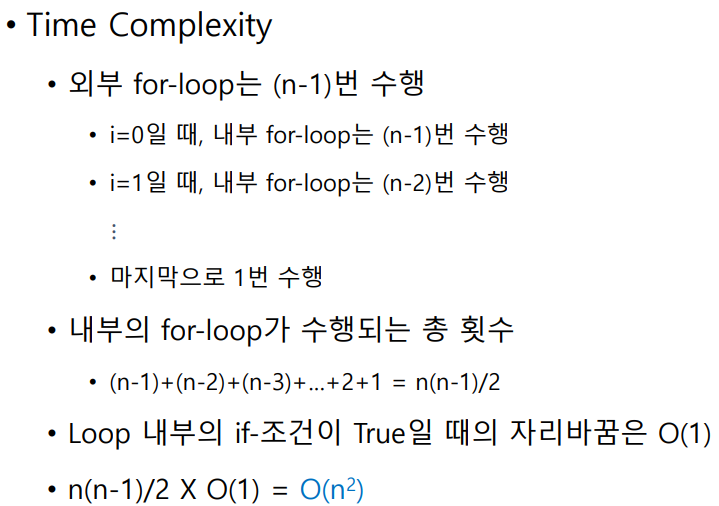 • Time Complexity
• 외부 for-loop는 (n-1)번 수행
• i=0일 때, 내부 for-loop는 (n-1)번 수행
• i=1일 때, 내부 for-loop는 (n-2)번 수행
⋮
• 마지막으로 1번 수행
• 내부의 for-loop가 수행되는 총 횟수
• (n-1)+(n-2)+(n-3)+…+2+1 = n(n-1)/2
• Loop 내부의 if-조건이 True일 때의 자리바꿈은 O(1)
• n(n-1)/2 X O(1) = O(n²)